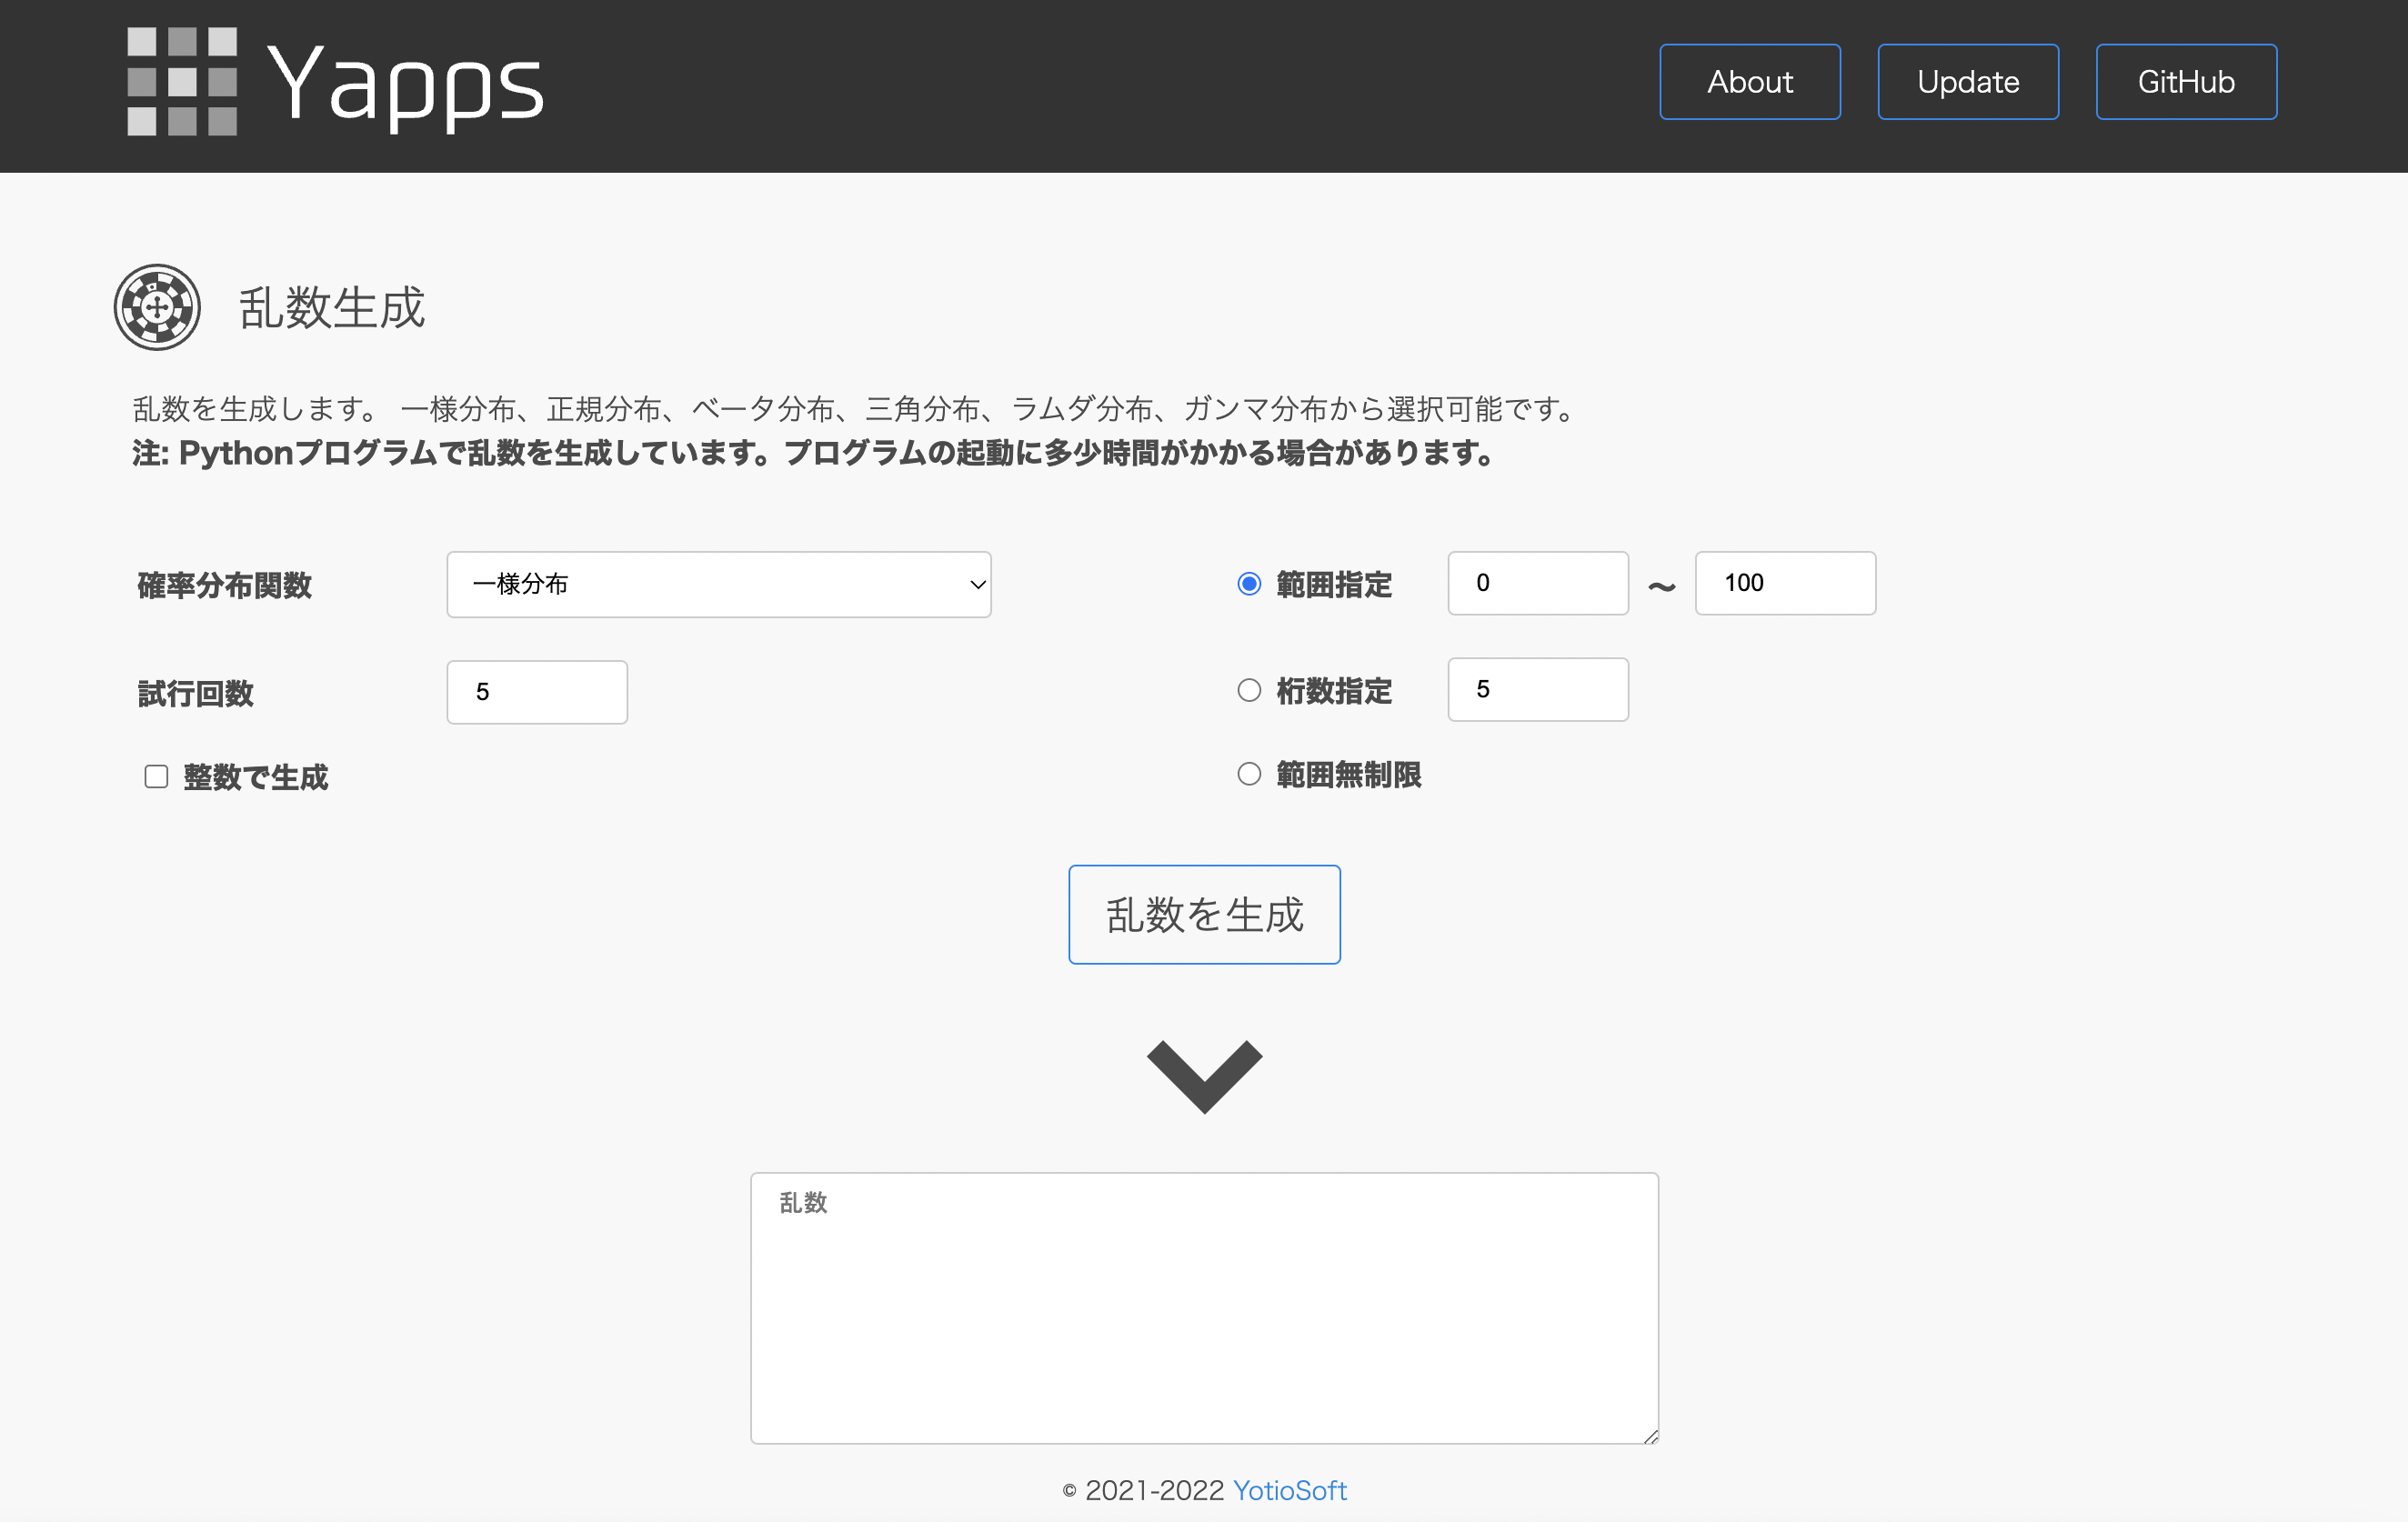 Yapps
About
Update
GitHub
乱数生成
乱数を生成します。 一様分布、正規分布、ベータ分布、三角分布、ラムダ分布、ガンマ分布から選択可能です。
注: Pythonプログラムで乱数を生成しています。プログラムの起動に多少時間がかかる場合があります。
確率分布関数
一様分布
範囲指定
0
〜
100
試行回数
5
桁数指定
5
整数で生成
範囲無制限
乱数を生成
乱数
© 2021-2022 YotioSoft